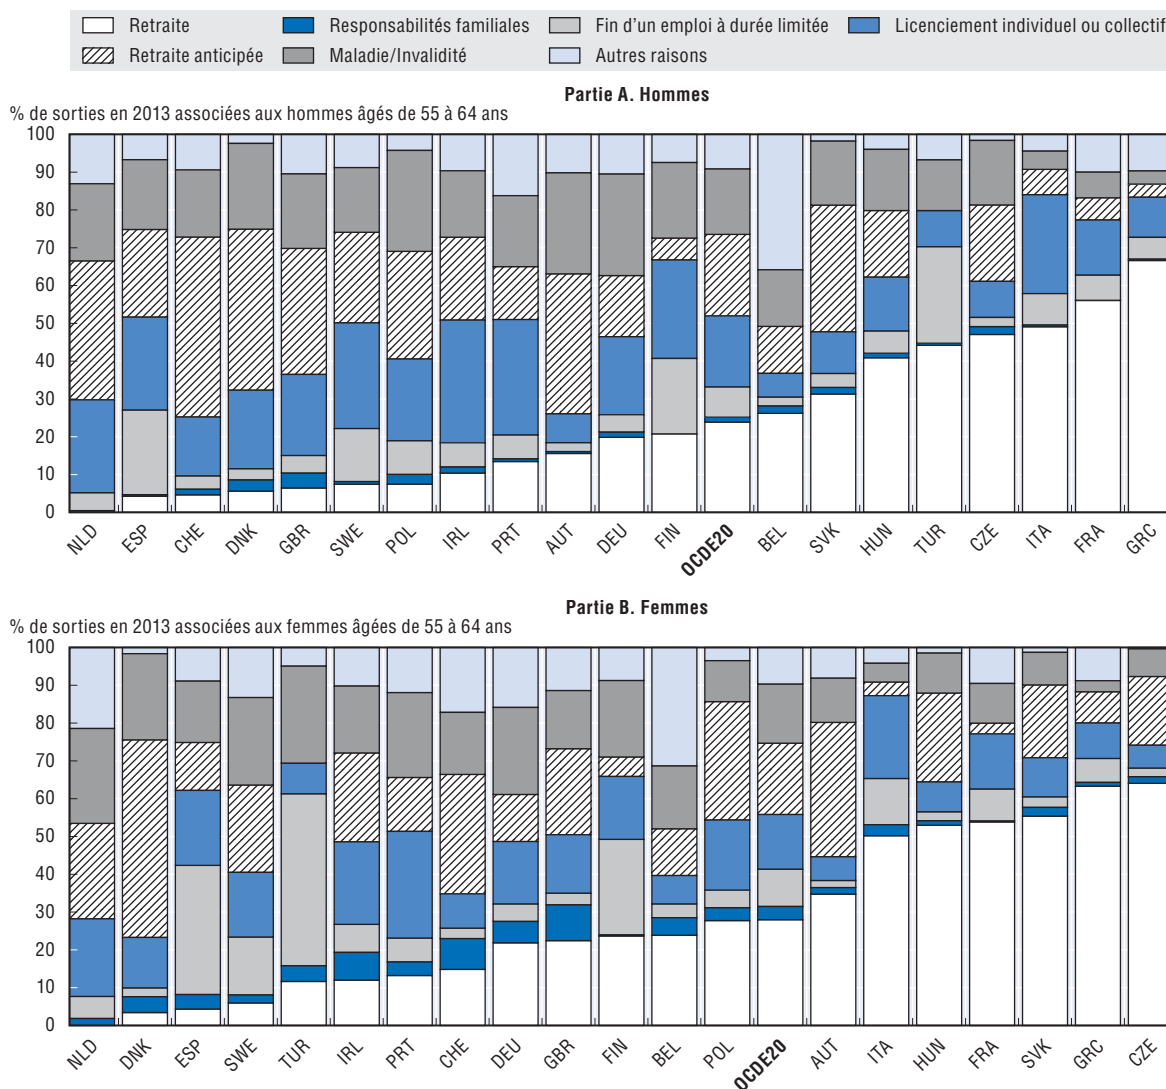 Retraite
Responsabilités familiales
Fin d'un emploi à durée limitée
Licenciement individuel ou collectif
Retraite anticipée
Maladie/Invalidité
Autres raisons
Partie A. Hommes
% de sorties en 2013 associées aux hommes âgés de 55 à 64 ans
100
90
80
70
60
50
40
30
20
10
0
NLD ESP CHE DNK GBR SWE POL IRL PRT AUT DEU FIN OCDE20 BEL SVK HUN TUR CZE ITA FRA GRC
Partie B. Femmes
% de sorties en 2013 associées aux femmes âgées de 55 à 64 ans
100
90
80
70
60
50
40
30
20
10
0
NLD DNK ESP SWE TUR IRL PRT CHE DEU GBR FIN BEL POL OCDE20 AUT ITA HUN FRA SVK GRC CZE